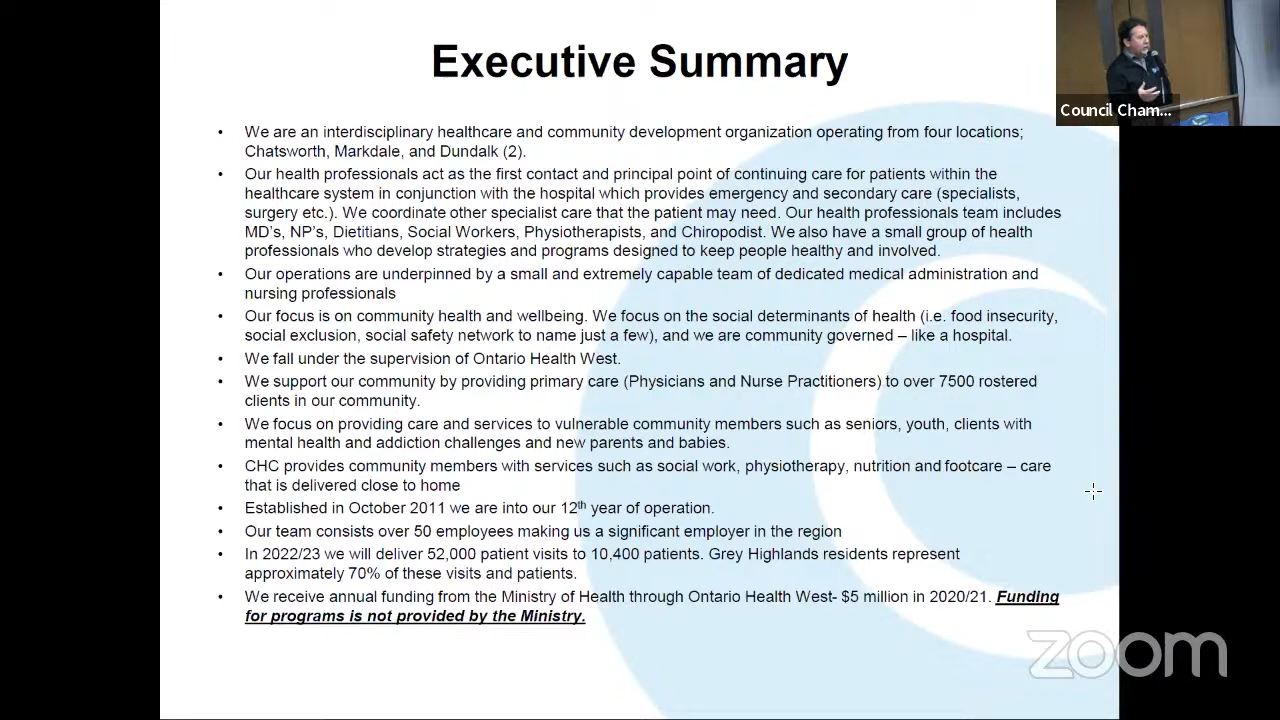 Executive Summary
Council Cham...
• We are an interdisciplinary healthcare and community development organization operating from four locations;
Chatsworth, Markdale, and Dundalk (2).
• Our health professionals act as the first contact and principal point of continuing care for patients within the
healthcare system in conjunction with the hospital which provides emergency and secondary care (specialists,
surgery etc.). We coordinate other specialist care that the patient may need. Our health professionals team includes
MD's, NP's, Dietitians, Social Workers, Physiotherapists, and Chiropodist. We also have a small group of health
professionals who develop strategies and programs designed to keep people healthy and involved.
• Our operations are underpinned by a small and extremely capable team of dedicated medical administration and
nursing professionals
• Our focus is on community health and wellbeing. We focus on the social determinants of health (i.e. food insecurity,
social exclusion, social safety network to name just a few), and we are community governed – like a hospital.
• We fall under the supervision of Ontario Health West.
• We support our community by providing primary care (Physicians and Nurse Practitioners) to over 7500 rostered
clients in our community.
• We focus on providing care and services to vulnerable community members such as seniors, youth, clients with
mental health and addiction challenges and new parents and babies.
• CHC provides community members with services such as social work, physiotherapy, nutrition and footcare – care
that is delivered close to home
• Established in October 2011 we are into our 12th year of operation.
• Our team consists over 50 employees making us a significant employer in the region
• In 2022/23 we will deliver 52,000 patient visits to 10,400 patients. Grey Highlands residents represent
approximately 70% of these visits and patients.
• We receive annual funding from the Ministry of Health through Ontario Health West- $5 million in 2020/21. Funding
for programs is not provided by the Ministry.
zoom